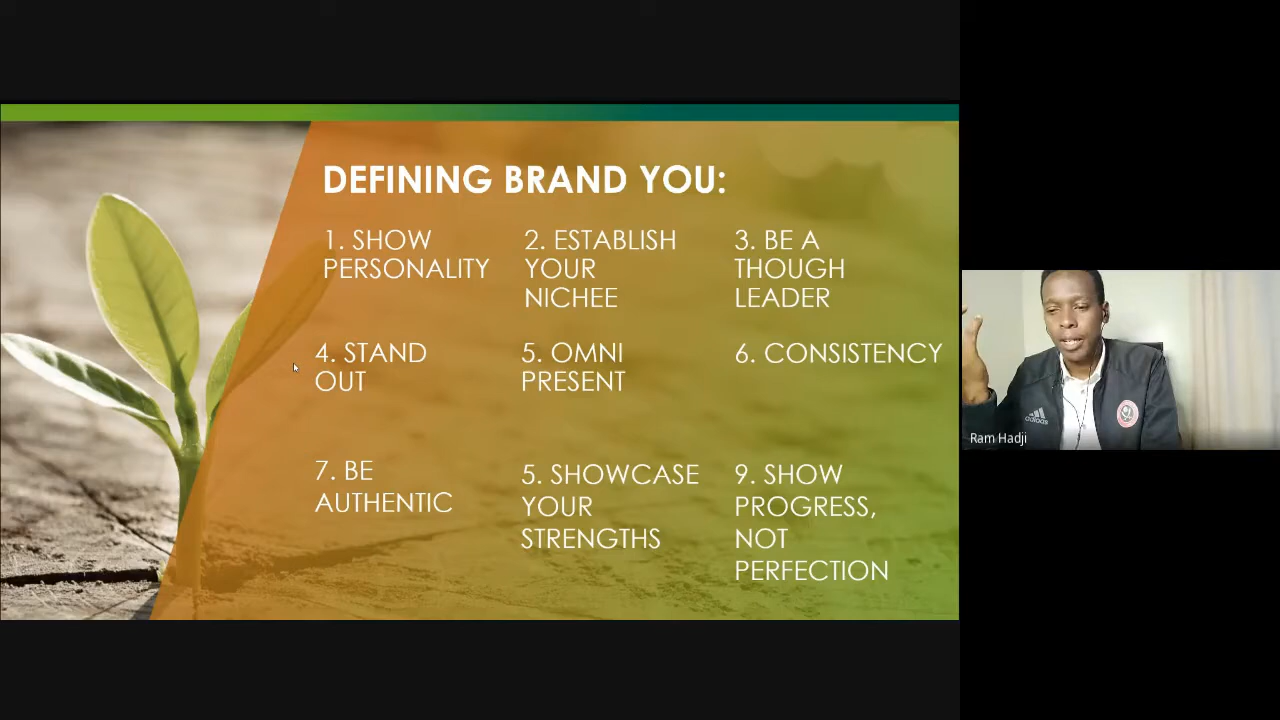 DEFINING BRAND YOU:
1. SHOW
PERSONALITY
2. ESTABLISH
YOUR
NICHEE
3. BE A
THOUGH
LEADER
4. STAND
OUT
5. OMNI
PRESENT
6. CONSISTENCY
7. BE
AUTHENTIC
5. SHOWCASE
YOUR
STRENGTHS
9. SHOW
PROGRESS,
NOT
PERFECTION
adidas
Ram Hadji